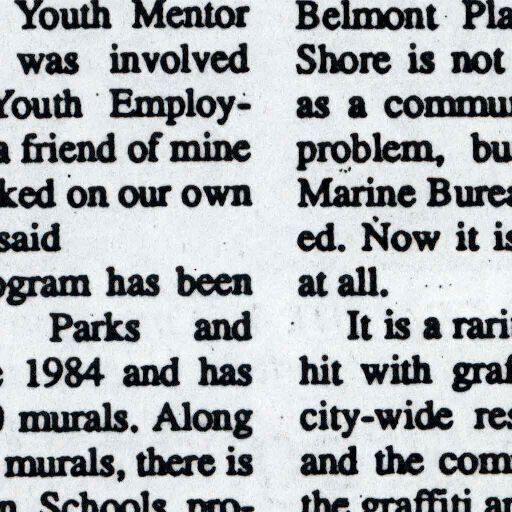 Youth Mentor
was involved
Youth Employ-
a friend of mine
ked on our own
said
ogram has been
Parks and
1984 and has
murals. Along
murals, there is
Schools pro-
Belmont Pla
Shore is not
as a commun
problem, bu
Marine Burea
ed. Now it is
at all.
It is a rarit
hit with graf
city-wide res
and the com
the graffiti an